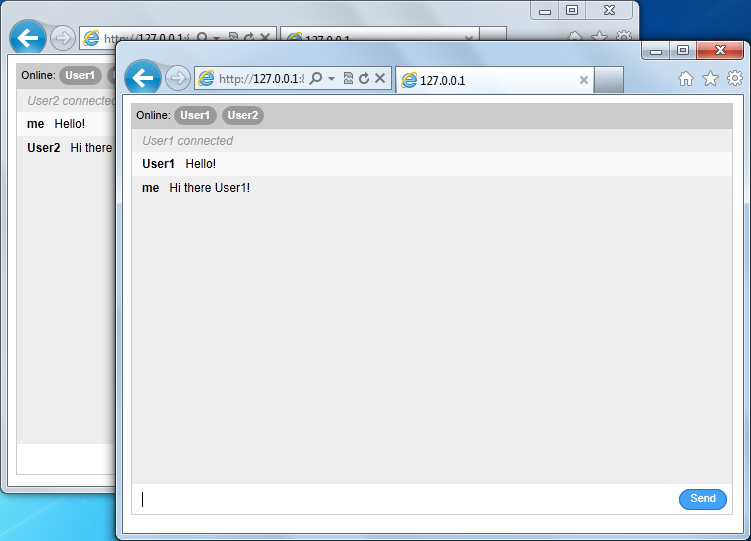 http://127.0.0.1:
127.0.0.1
Online: User1
User2 connected
me Hello!
User2 Hi there
http://127.0.0.1:
127.0.0.1
Online: User1 User2
User1 connected
User1 Hello!
me Hi there User1!
Send